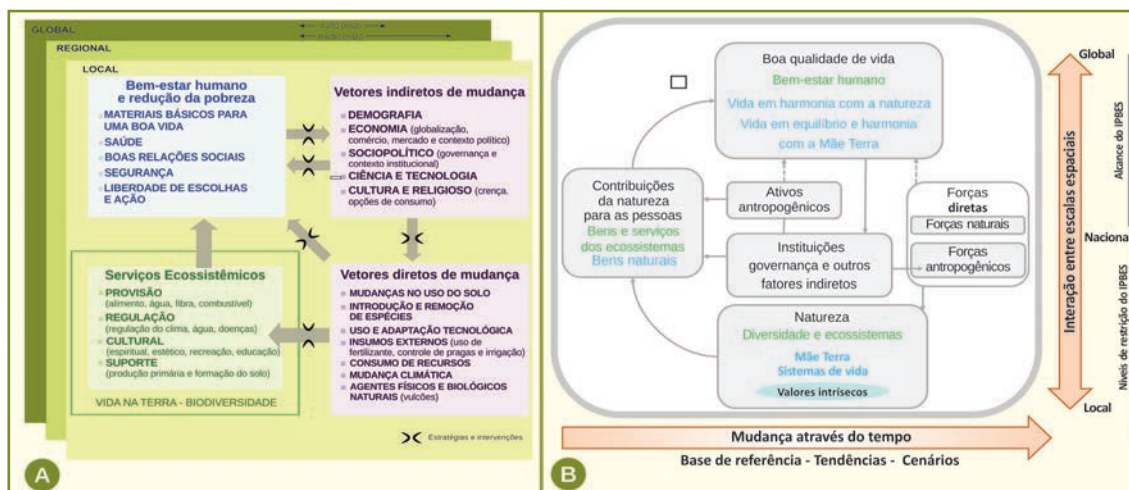 GLOBAL
REGIONAL
LOCAL
Bem-estar humano
e redução da pobreza
MATERIAIS BÁSICOS PARA
UMA BOA VIDA
SAÚDE
BOAS RELAÇÕES SOCIAIS
SEGURANÇA
LIBERDADE DE ESCOLHAS
E AÇÃO
Vetores indiretos de mudança
DEMOGRAFIA
ECONOMIA (globalização,
comércio, mercado e contexto político)
SOCIOPOLÍTICO (governança e
contexto institucional)
CIÊNCIA E TECNOLOGIA
CULTURA E RELIGIOSO (crença,
opções de consumo)
Serviços Ecossistêmicos
PROVISÃO
(alimento, água, fibra, combustível)
REGULAÇÃO
(regulação do clima, água, doenças)
CULTURAL
(espiritual, estético, recreação, educação)
SUPORTE
(produção primária e formação do solo)
VIDA NA TERRA - BIODIVERSIDADE
Vetores diretos de mudança
MUDANÇAS NO USO DO SOLO
INTRODUÇÃO E REMOÇÃO
DE ESPÉCIES
USO E ADAPTAÇÃO TECNOLÓGICA
INSUMOS EXTERNOS (uso de
fertilizante, controle de pragas e irrigação)
CONSUMO DE RECURSOS
MUDANÇA CLIMÁTICA
AGENTES FÍSICOS E BIOLÓGICOS
NATURAIS (vulcões)
Estratégias e intervenções
A
Boa qualidade de vida
Bem-estar humano
Vida em harmonia com a natureza
Vida em equilíbrio e harmonia
com a Mãe Terra
Contribuições
da natureza
para as pessoas
Bens e serviços
dos ecossistemas
Bens naturais
Ativos
antropogênicos
Instituições
governança e outros
fatores indiretos
Forças
diretas
Forças naturais
Forças
antropogênicos
Natureza
Diversidade e ecossistemas
Mãe Terra
Sistemas de vida
Valores intrísecos
Global
Nacional
Local
Interação entre escalas espaciais
Alcance do IPBES
Níveis de restrição do IPBES
Mudança através do tempo
Base de referência - Tendências - Cenários
B